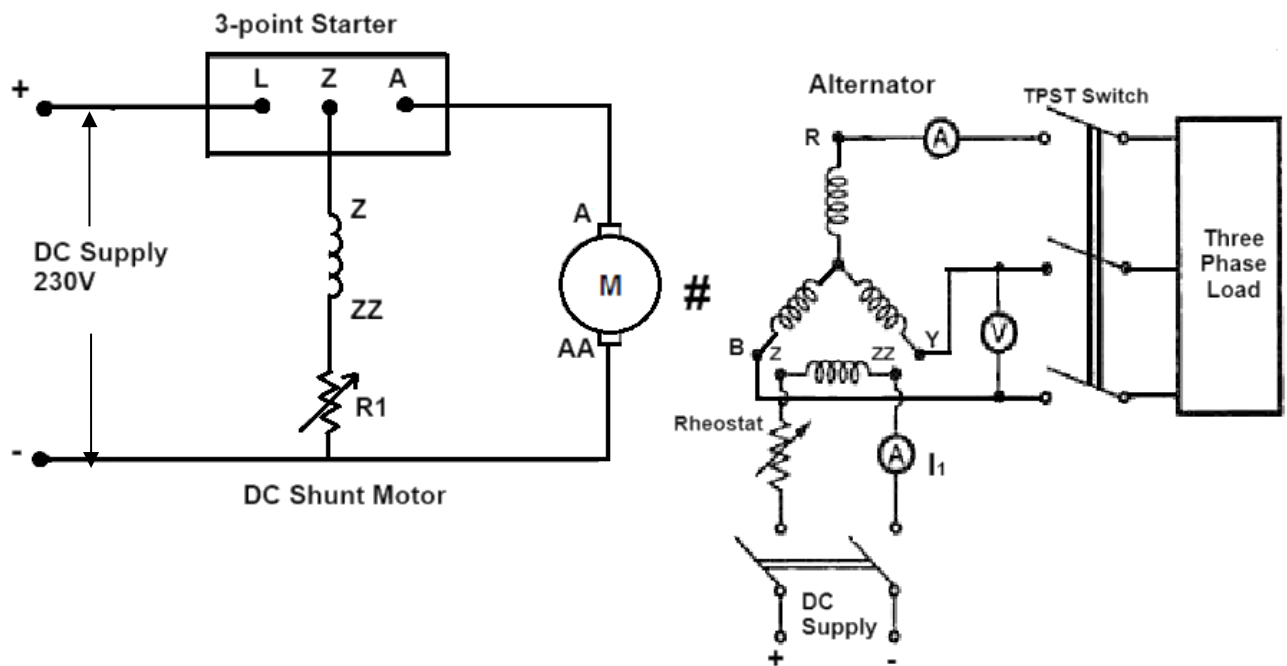 3-point Starter
L Z A
+
Alternator
TPST Switch
R
A
Z
A
DC Supply
230V
M
#
Three
Phase
Load
ZZ
AA
V
B
Z
ZZ
Y
R1
Rheostat
A
I1
-
DC Shunt Motor
DC
Supply
+
-